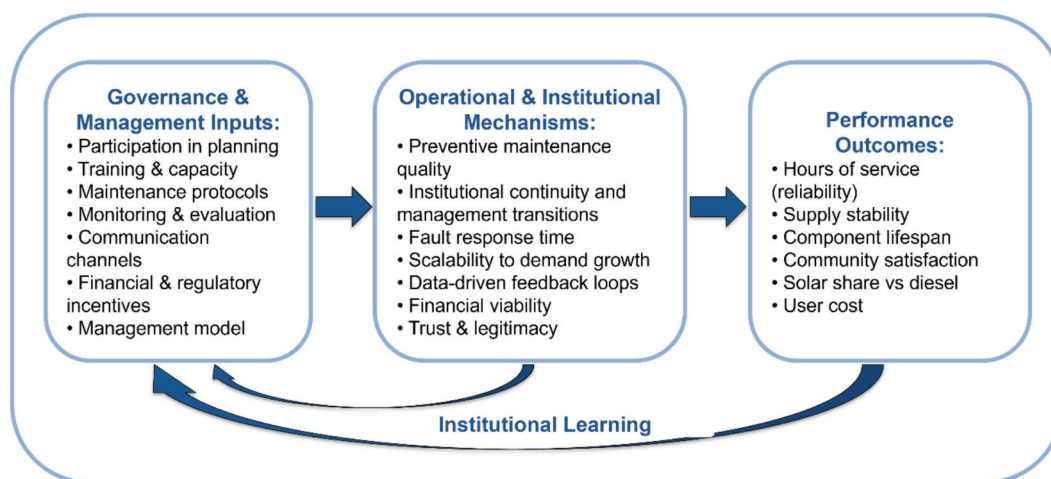 Governance &
Management Inputs:
• Participation in planning
• Training & capacity
• Maintenance protocols
• Monitoring & evaluation
• Communication
channels
• Financial & regulatory
incentives
• Management model
Operational & Institutional
Mechanisms:
• Preventive maintenance
quality
• Institutional continuity and
management transitions
• Fault response time
• Scalability to demand growth
• Data-driven feedback loops
• Financial viability
• Trust & legitimacy
Performance
Outcomes:
• Hours of service
(reliability)
• Supply stability
• Component lifespan
• Community satisfaction
• Solar share vs diesel
• User cost
Institutional Learning